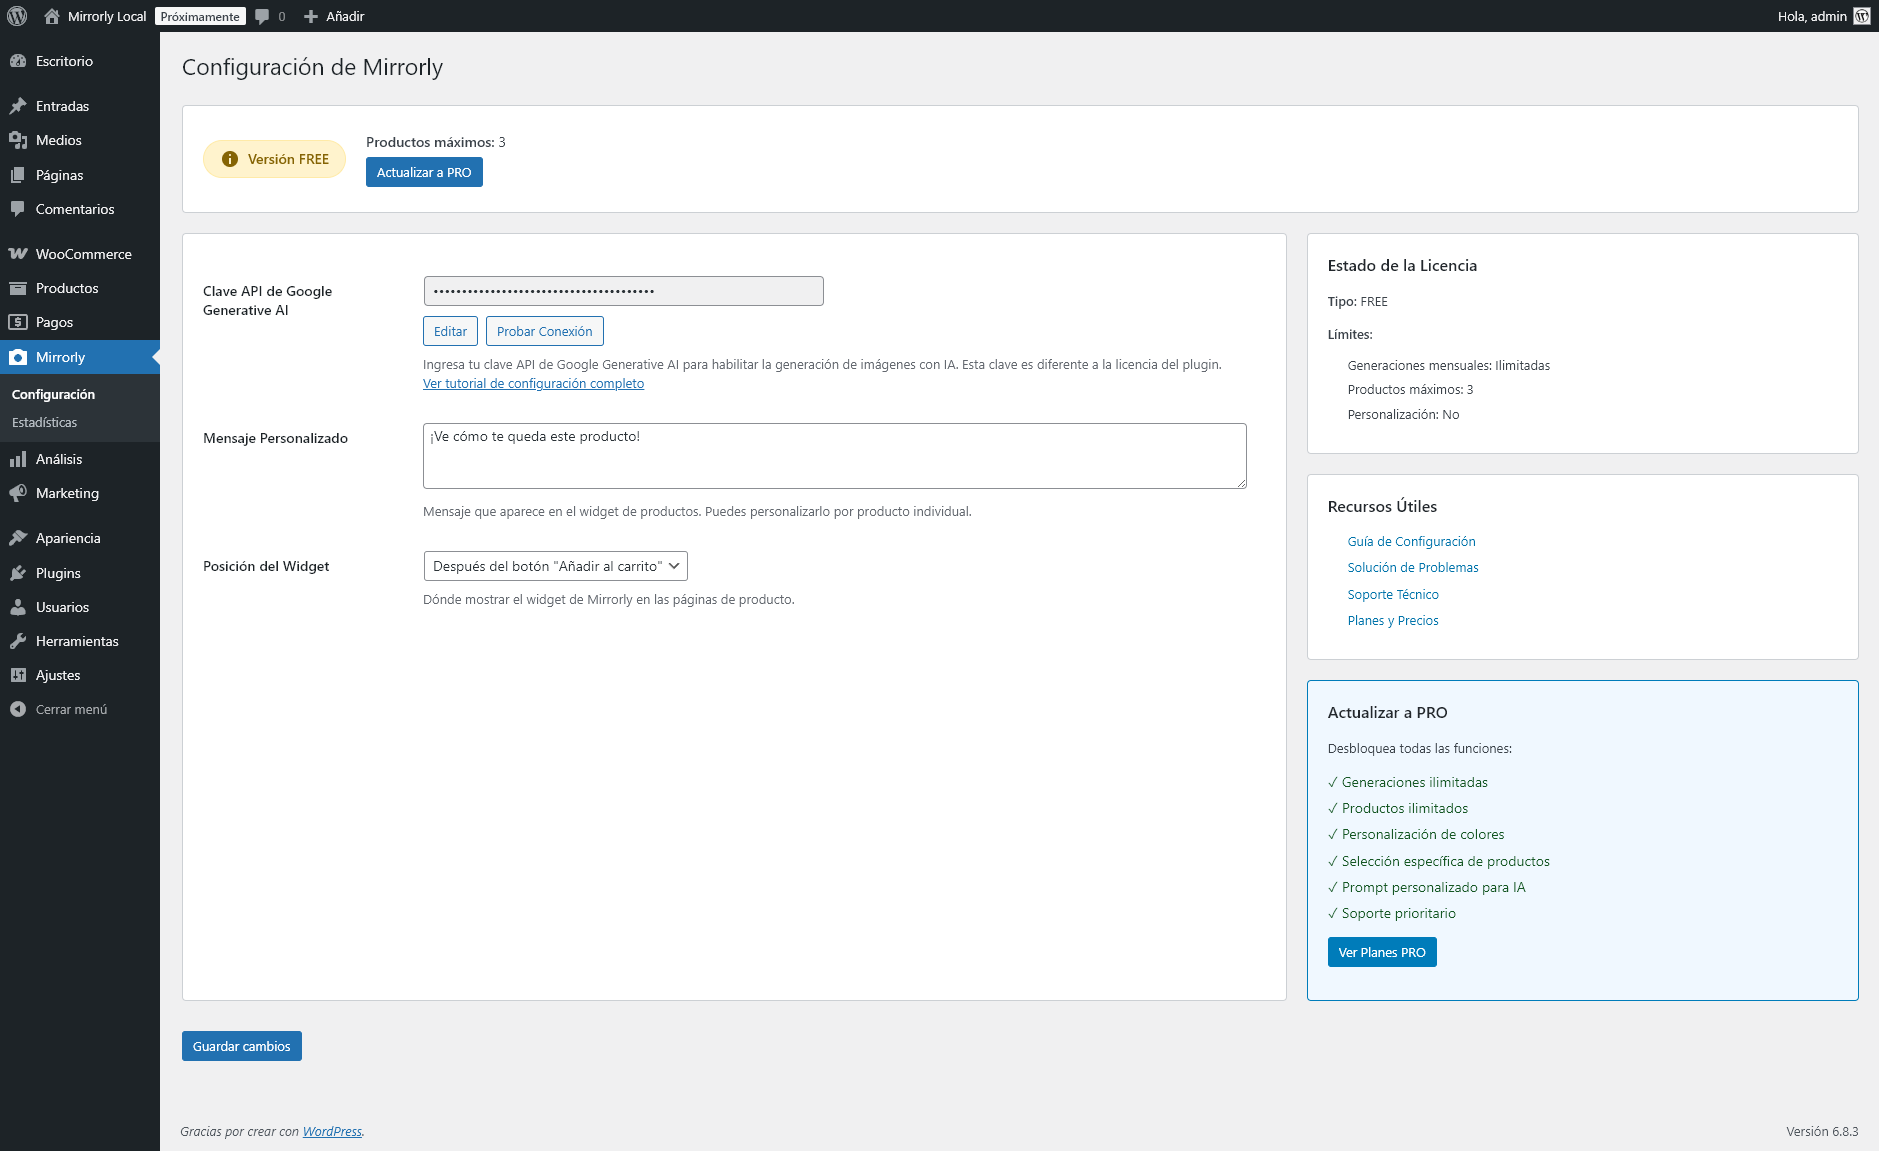 Mirrorly Local
Próximamente
0
Añadir
Hola, admin
Escritorio
Entradas
Medios
Páginas
Comentarios
WooCommerce
Productos
Pagos
Mirrorly
Configuración
Estadísticas
Análisis
Marketing
Apariencia
Plugins
Usuarios
Herramientas
Ajustes
Cerrar menú
Configuración de Mirrorly
Versión FREE
Productos máximos: 3
Actualizar a PRO
Clave API de Google
Generative AI
•••••••••••••••••••••••••••••••••••••••
Editar
Probar Conexión
Ingresa tu clave API de Google Generative AI para habilitar la generación de imágenes con IA. Esta clave es diferente a la licencia del plugin.
Ver tutorial de configuración completo
Mensaje Personalizado
¡Ve cómo te queda este producto!
Mensaje que aparece en el widget de productos. Puedes personalizarlo por producto individual.
Posición del Widget
Después del botón "Añadir al carrito"
Dónde mostrar el widget de Mirrorly en las páginas de producto.
Estado de la Licencia
Tipo: FREE
Límites:
Generaciones mensuales: Ilimitadas
Productos máximos: 3
Personalización: No
Recursos Útiles
Guía de Configuración
Solución de Problemas
Soporte Técnico
Planes y Precios
Actualizar a PRO
Desbloquea todas las funciones:
✓ Generaciones ilimitadas
✓ Productos ilimitados
✓ Personalización de colores
✓ Selección específica de productos
✓ Prompt personalizado para IA
✓ Soporte prioritario
Ver Planes PRO
Guardar cambios
Gracias por crear con WordPress.
Versión 6.8.3